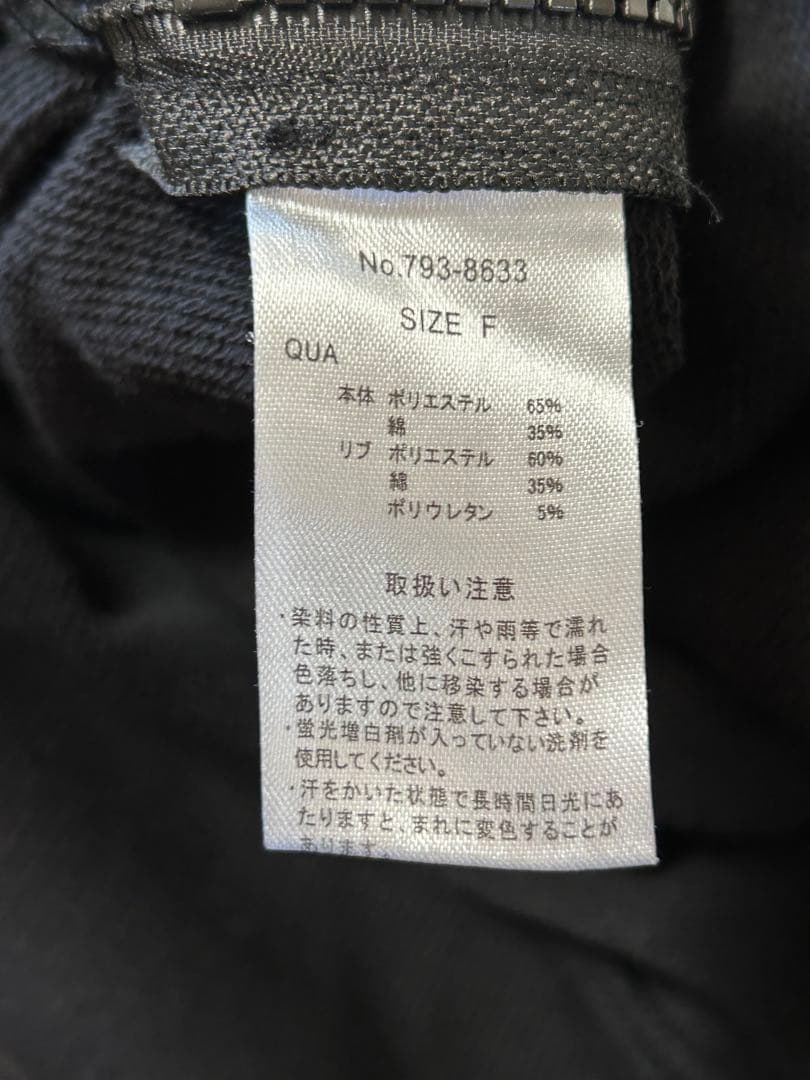 No.793-8633
SIZE F
QUA
本体 ポリエステル 65%
綿 35%
リブ ポリエステル 60%
綿 35%
ポリウレタン 5%
取扱い注意
・染料の性質上、汗や雨等で濡れ
た時、または強くこすられた場合
色落ちし、他に移染する場合が
ありますので注意して下さい。
・蛍光増白剤が入っていない洗剤を
使用してください。
・汗をかいた状態で長時間日光にあ
たりますと、まれに変色することが
あります。